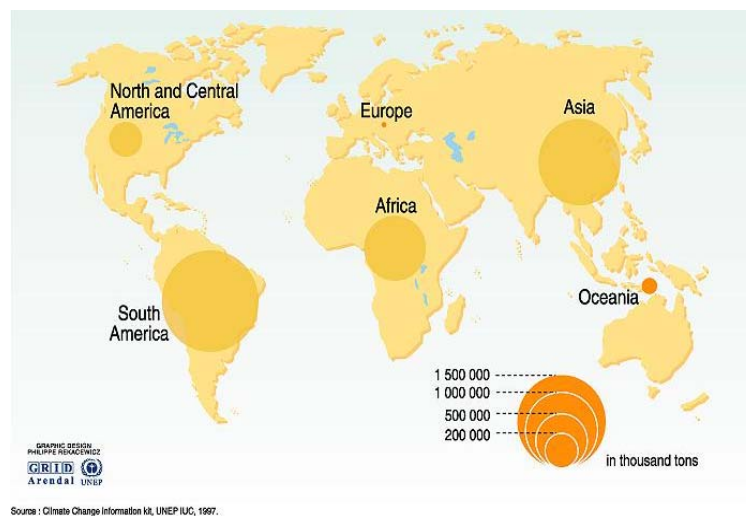 North and Central
America
Europe
Asia
Africa
South
America
Oceania
1 500 000
1 000 000
500 000
200 000
in thousand tons
GRAPHIC DESIGN
PHILIPPE REKACEWICZ
GRID
Arendal
UNEP
Source : Climate Change Information kit, UNEP IUC, 1997.